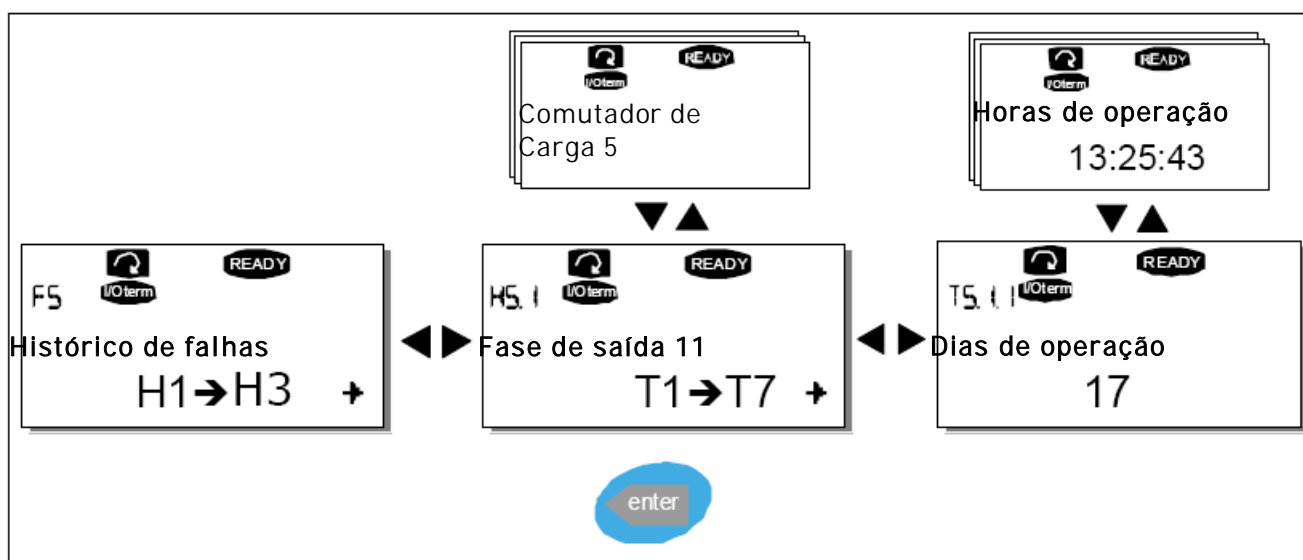 READY
I/Oterm
Comutador de
Carga 5
READY
I/Oterm
Horas de operação
13:25:43
READY
F5
I/Oterm
Histórico de falhas
H1➔H3
READY
H5.1
I/Oterm
Fase de saída 11
T1➔T7
READY
T5.1.1
I/Oterm
Dias de operação
17
enter